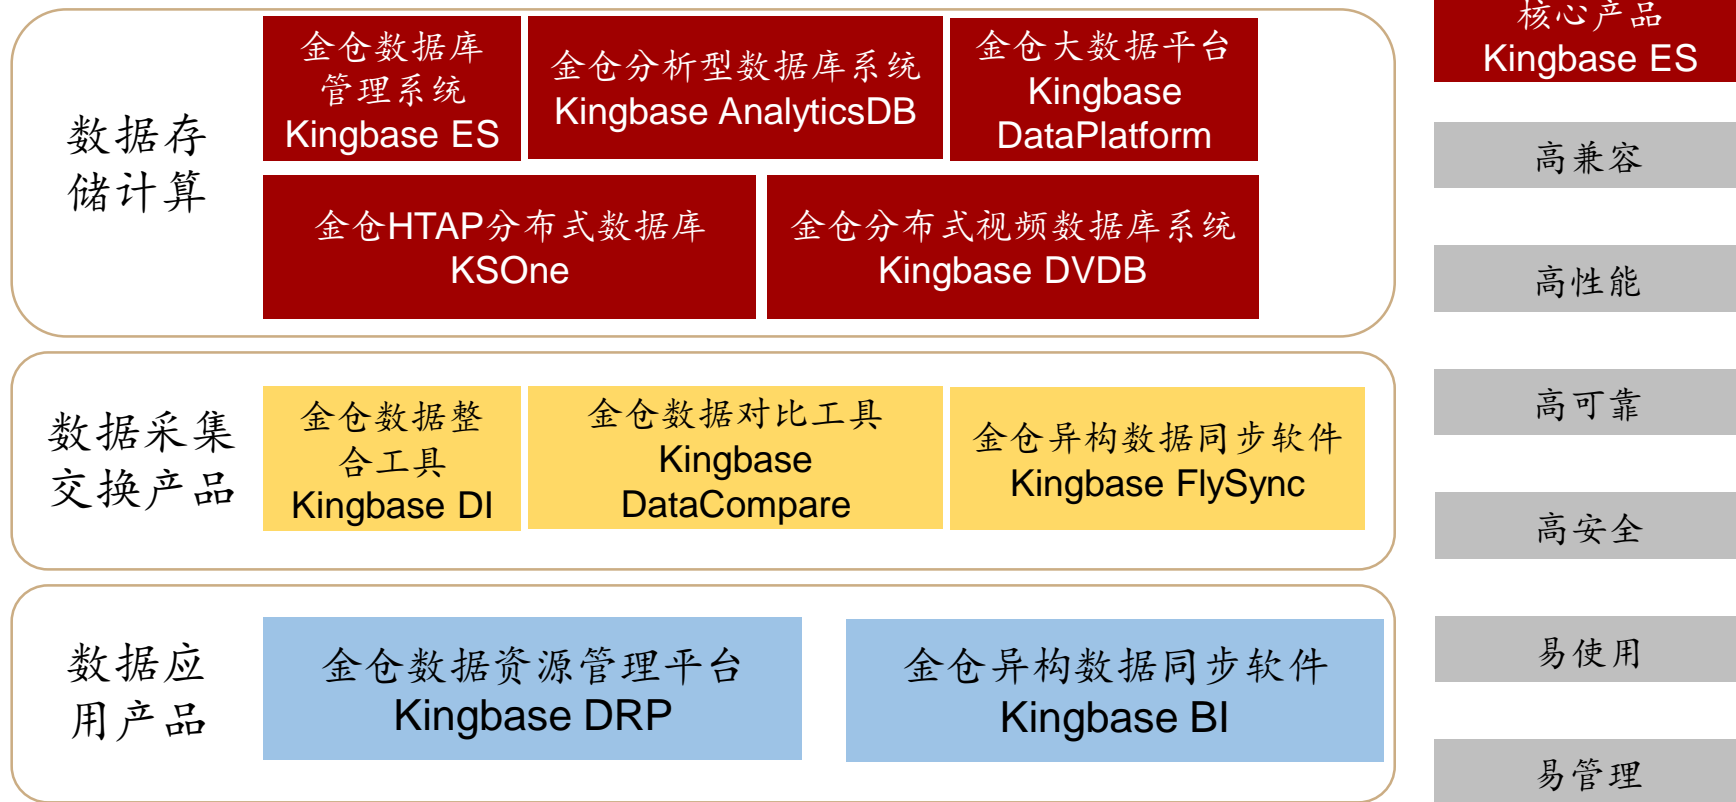 数据存
储计算
金仓数据库
管理系统
Kingbase ES
金仓分析型数据库系统
Kingbase AnalyticsDB
金仓大数据平台
Kingbase
DataPlatform
金仓HTAP分布式数据库
KSOne
金仓分布式视频数据库系统
Kingbase DVDB
数据采集
交换产品
金仓数据整
合工具
Kingbase DI
金仓数据对比工具
Kingbase
DataCompare
金仓异构数据同步软件
Kingbase FlySync
数据应
用产品
金仓数据资源管理平台
Kingbase DRP
金仓异构数据同步软件
Kingbase BI
核心产品
Kingbase ES
高兼容
高性能
高可靠
高安全
易使用
易管理